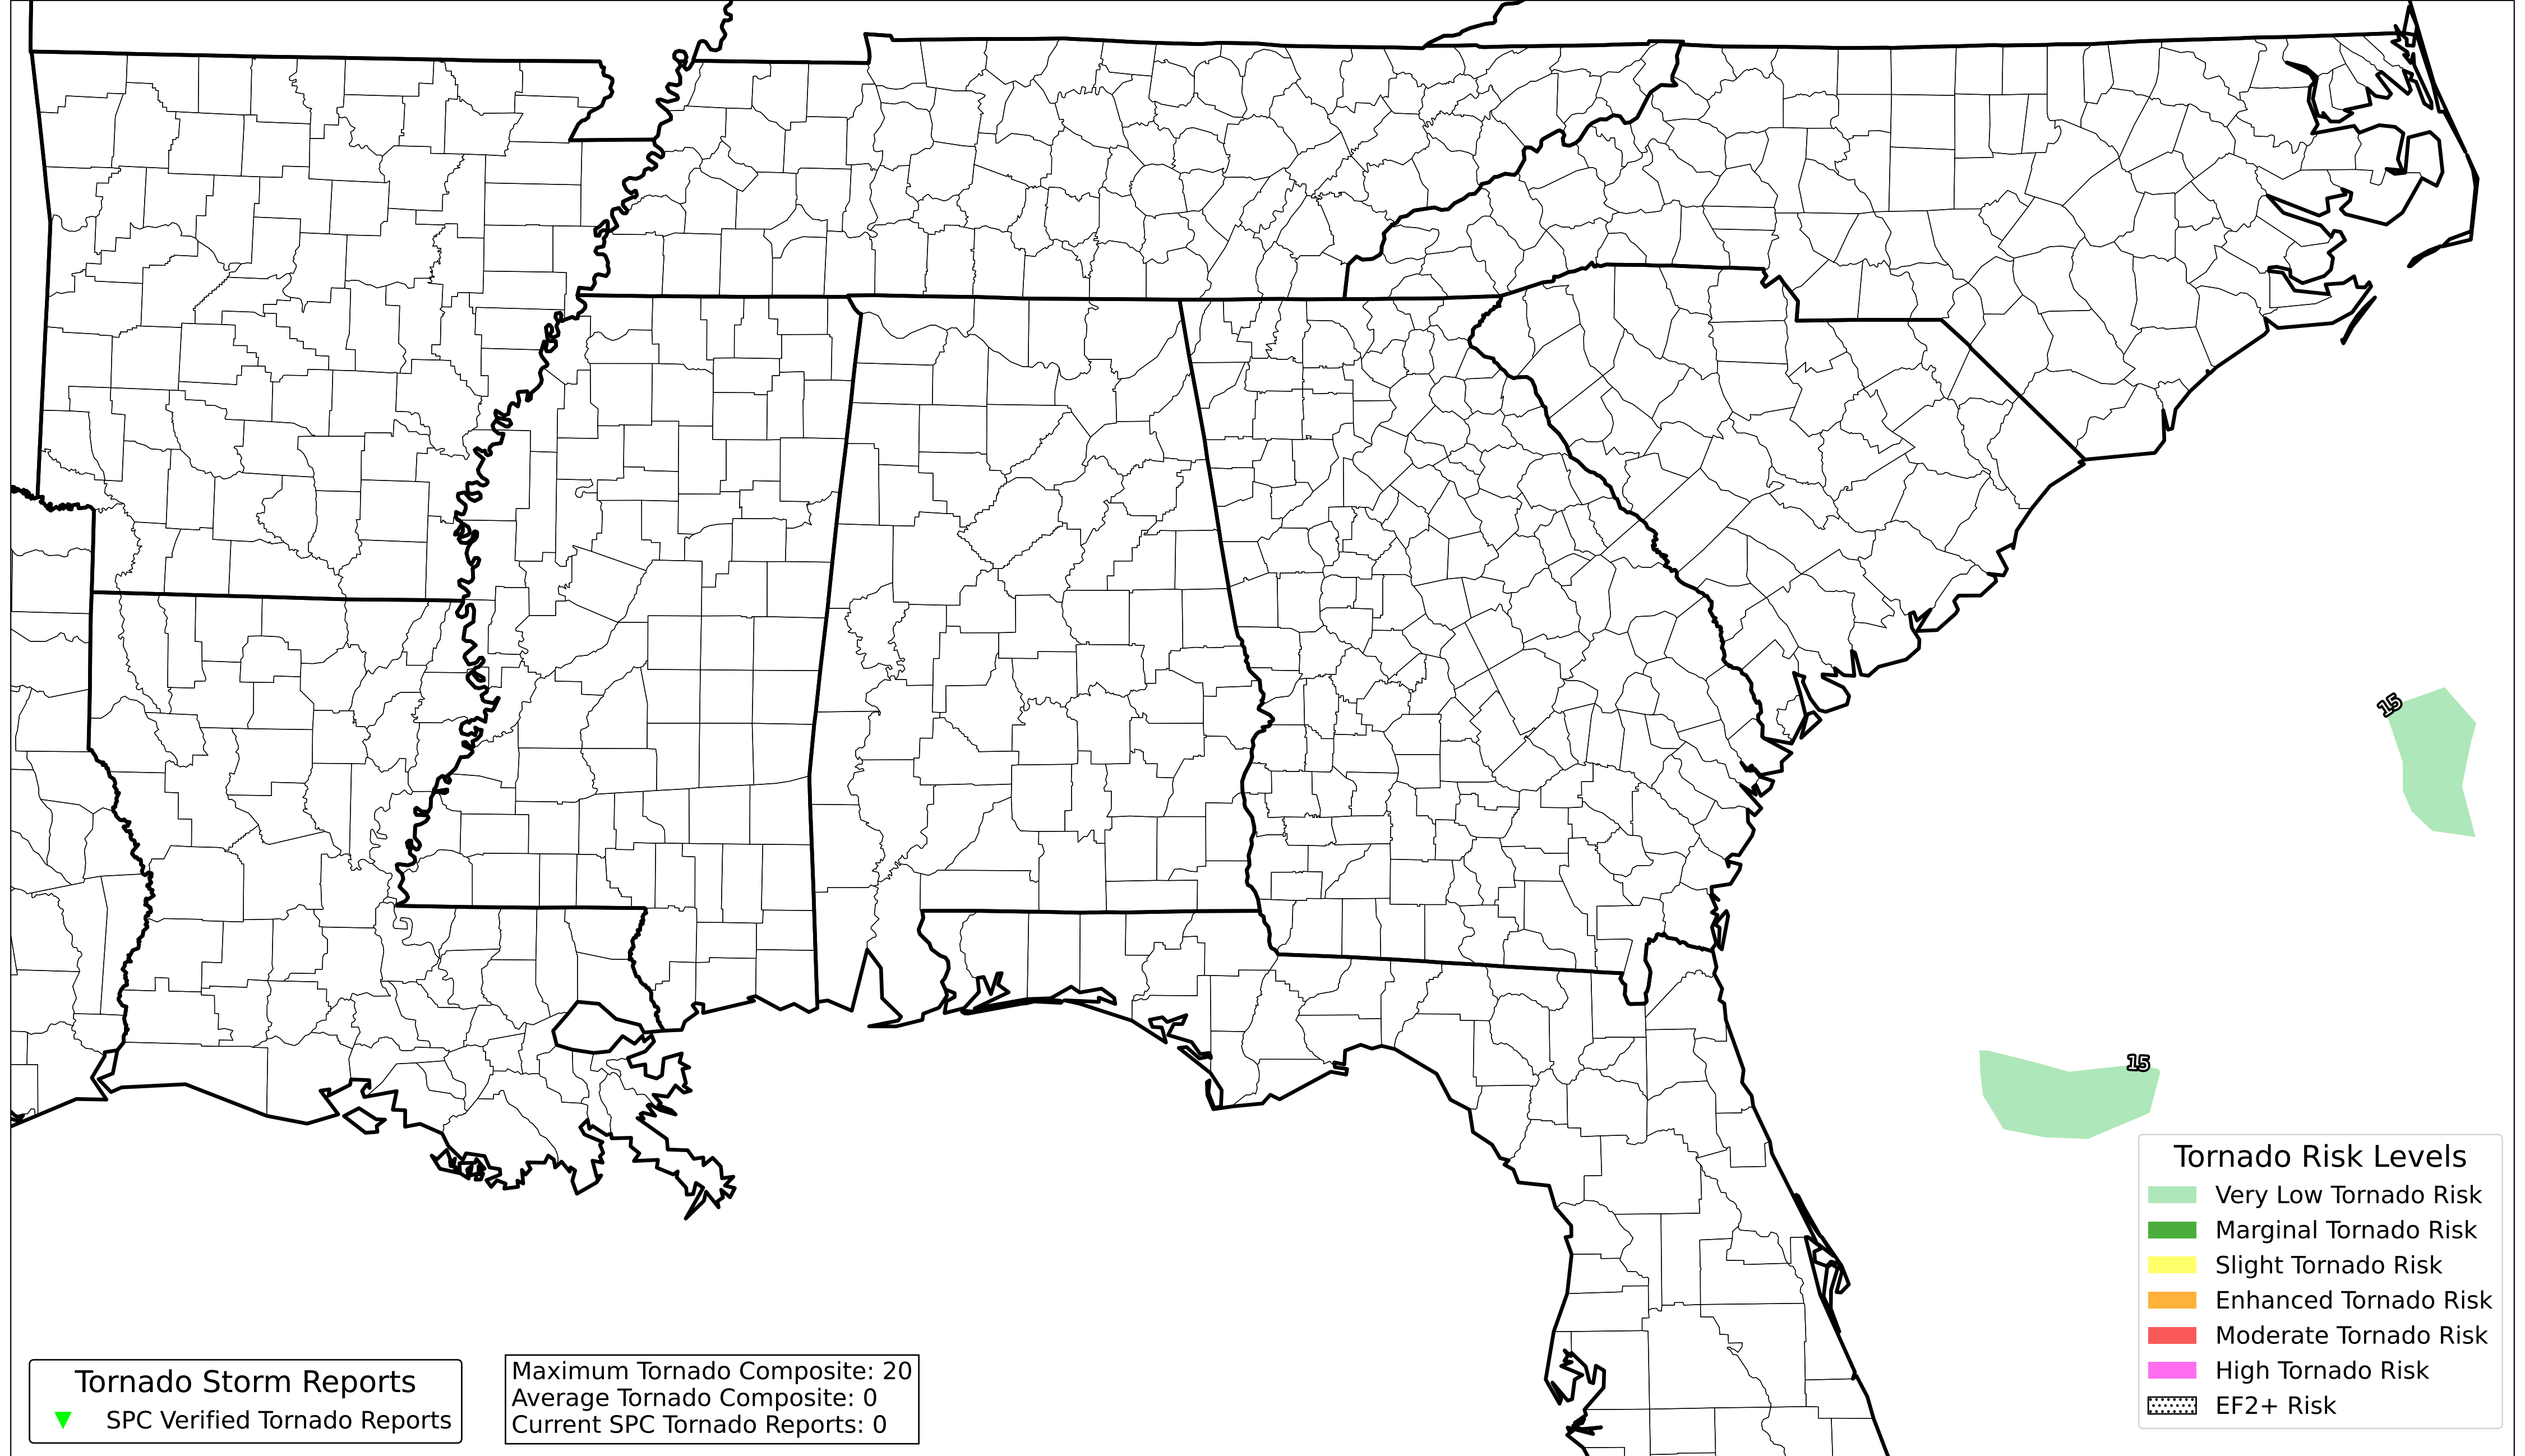 15
15
Tornado Risk Levels
Very Low Tornado Risk
Marginal Tornado Risk
Slight Tornado Risk
Enhanced Tornado Risk
Moderate Tornado Risk
High Tornado Risk
EF2+ Risk
Tornado Storm Reports
SPC Verified Tornado Reports
Maximum Tornado Composite: 20
Average Tornado Composite: 0
Current SPC Tornado Reports: 0